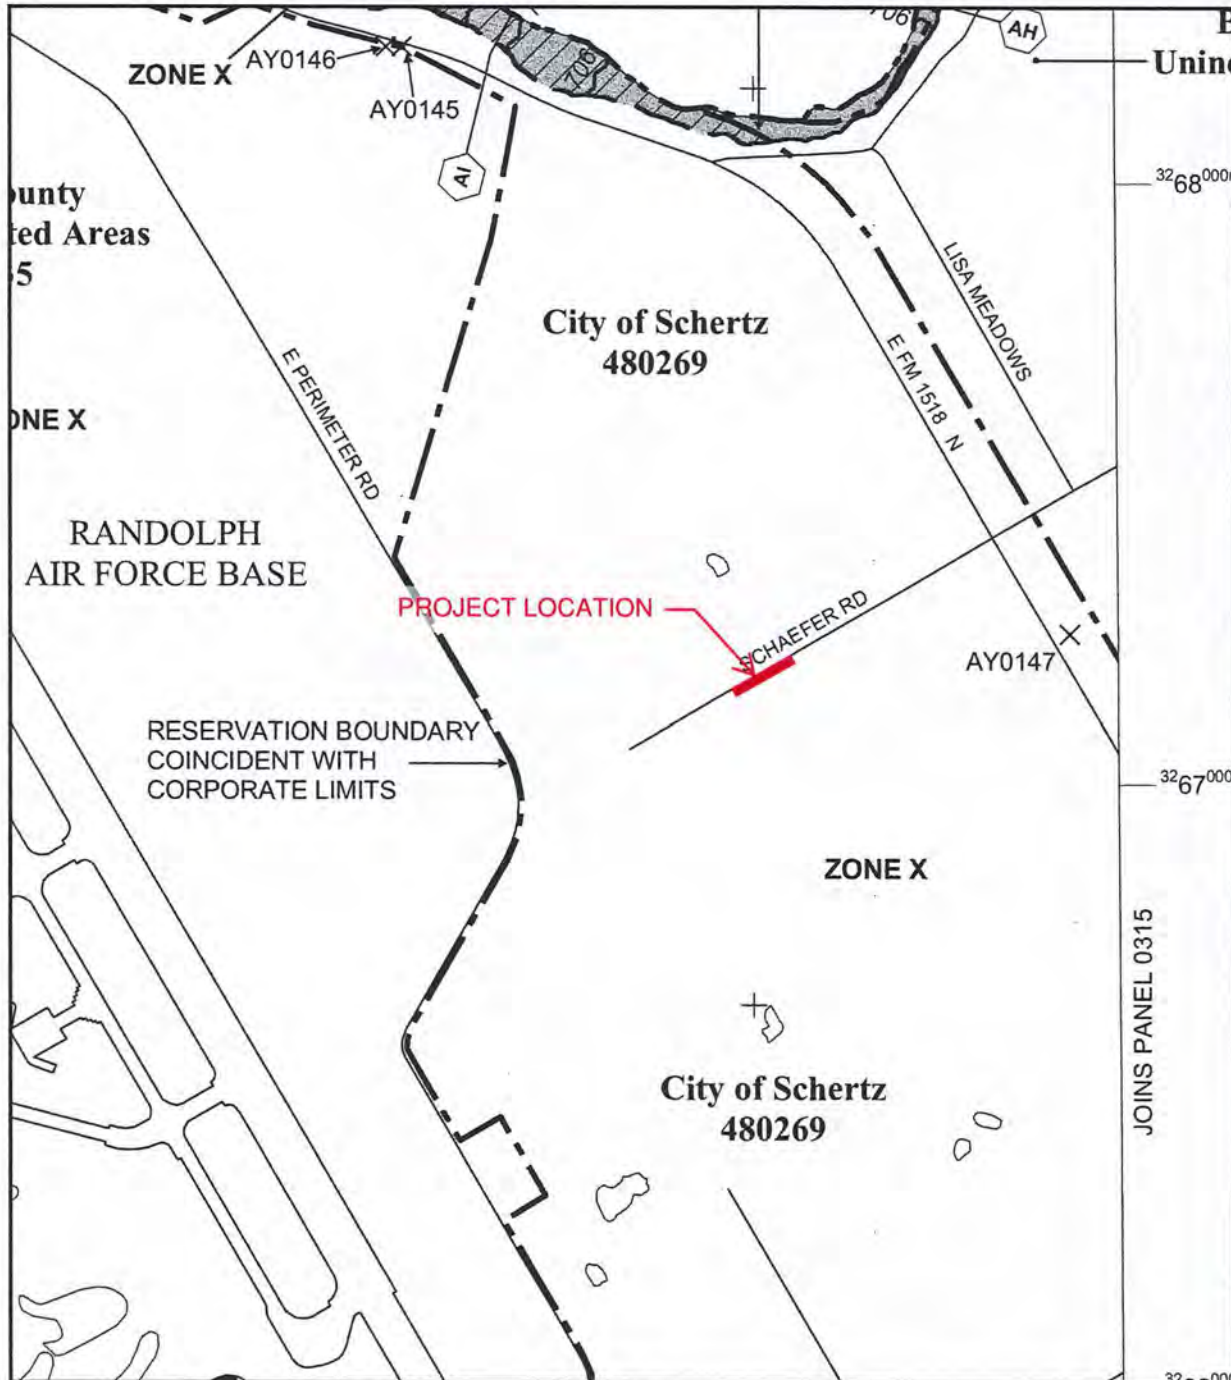 706
706
AH
E
ZONE X
AY0146
AY0145
Unin
AI
3268000
ounty
ted Areas
City of Schertz
480269
LISA MEADOWS
E FM 1518 N
E PERIMETER RD
ONE X
RANDOLPH
AIR FORCE BASE
PROJECT LOCATION
SCHAEFER RD
AY0147
RESERVATION BOUNDARY
COINCIDENT WITH
CORPORATE LIMITS
3267000
ZONE X
JOINS PANEL 0315
City of Schertz
480269